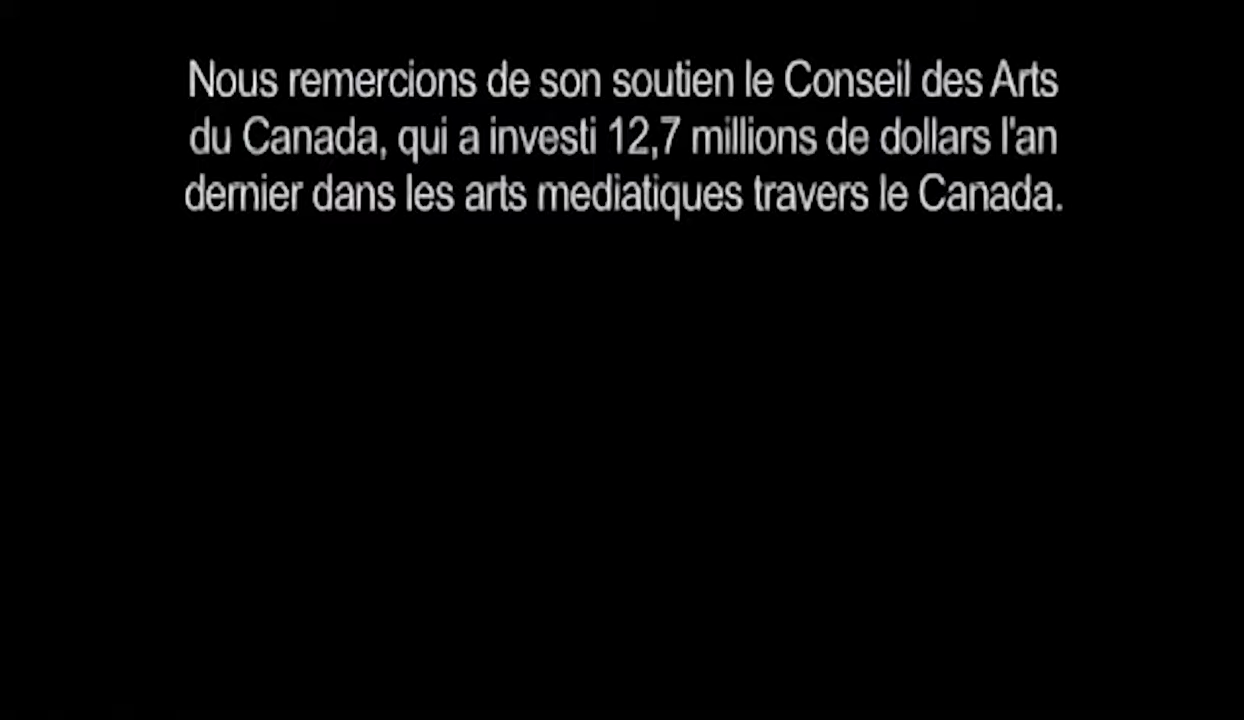 Nous remercions de son soutien le Conseil des Arts
du Canada, qui a investi 12,7 millions de dollars l'an
dernier dans les arts mediatiques travers le Canada.